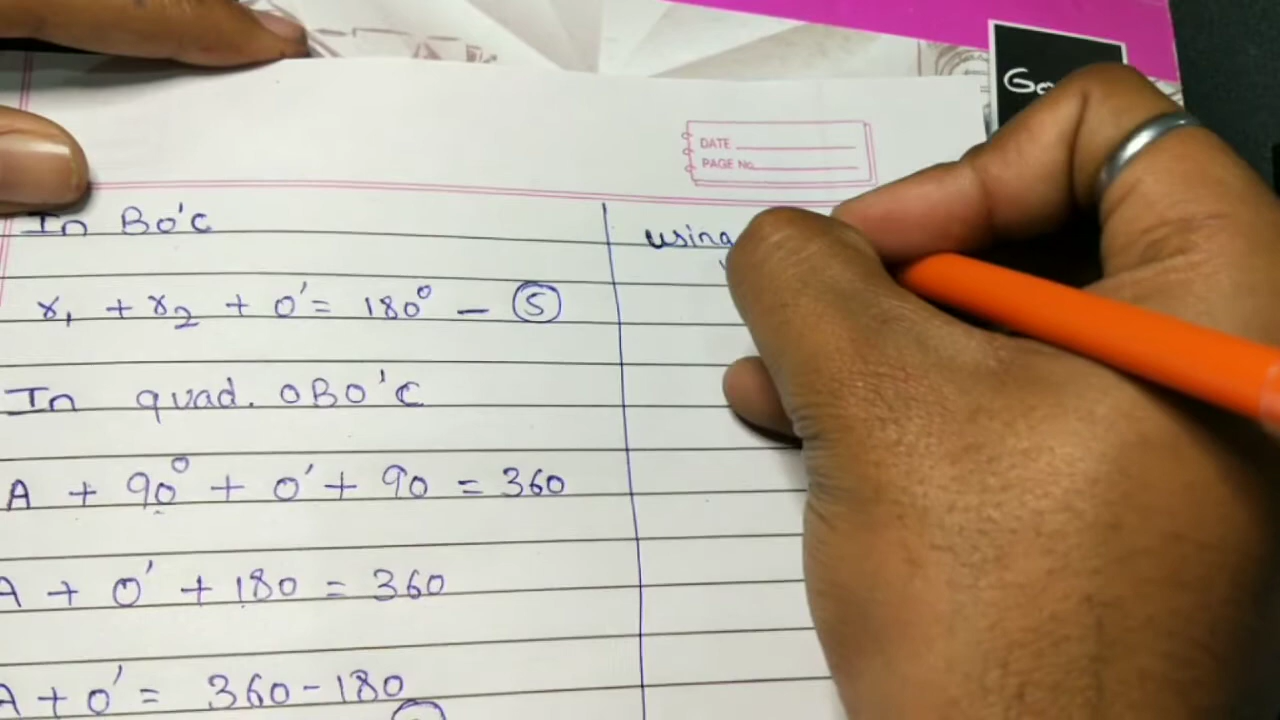 DATE
PAGE No.
In BO'C
r₁ + r₂ + O' = 180° — ⑤
In quad. OBO'C
A + 90° + O' + 90 = 360
A + O' + 180 = 360
A + O' = 360 - 180
using